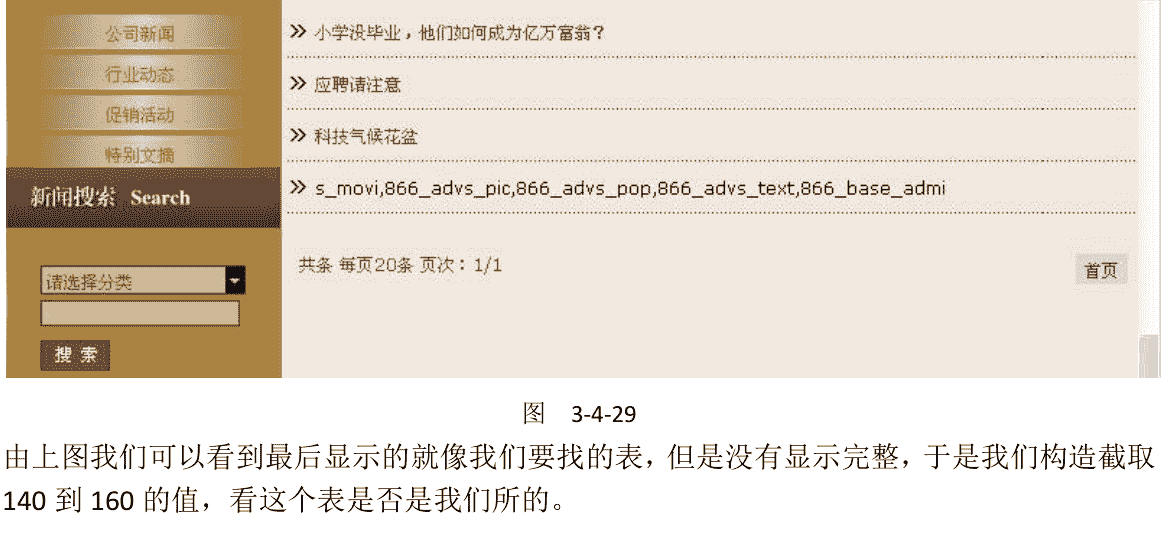 公司新闻
行业动态
促销活动
特别文摘
新闻搜索 Search
请选择分类
搜 索
小学没毕业，他们如何成为亿万富翁？
应聘请注意
科技气候花盆
s_movi,866_advs_pic,866_advs_pop,866_advs_text,866_base_admi
共条 每页20条 页次：1/1
首页
图 3-4-29
由上图我们可以看到最后显示的就像我们要找的表，但是没有显示完整，于是我们构造截取
140 到 160 的值，看这个表是否是我们所的。